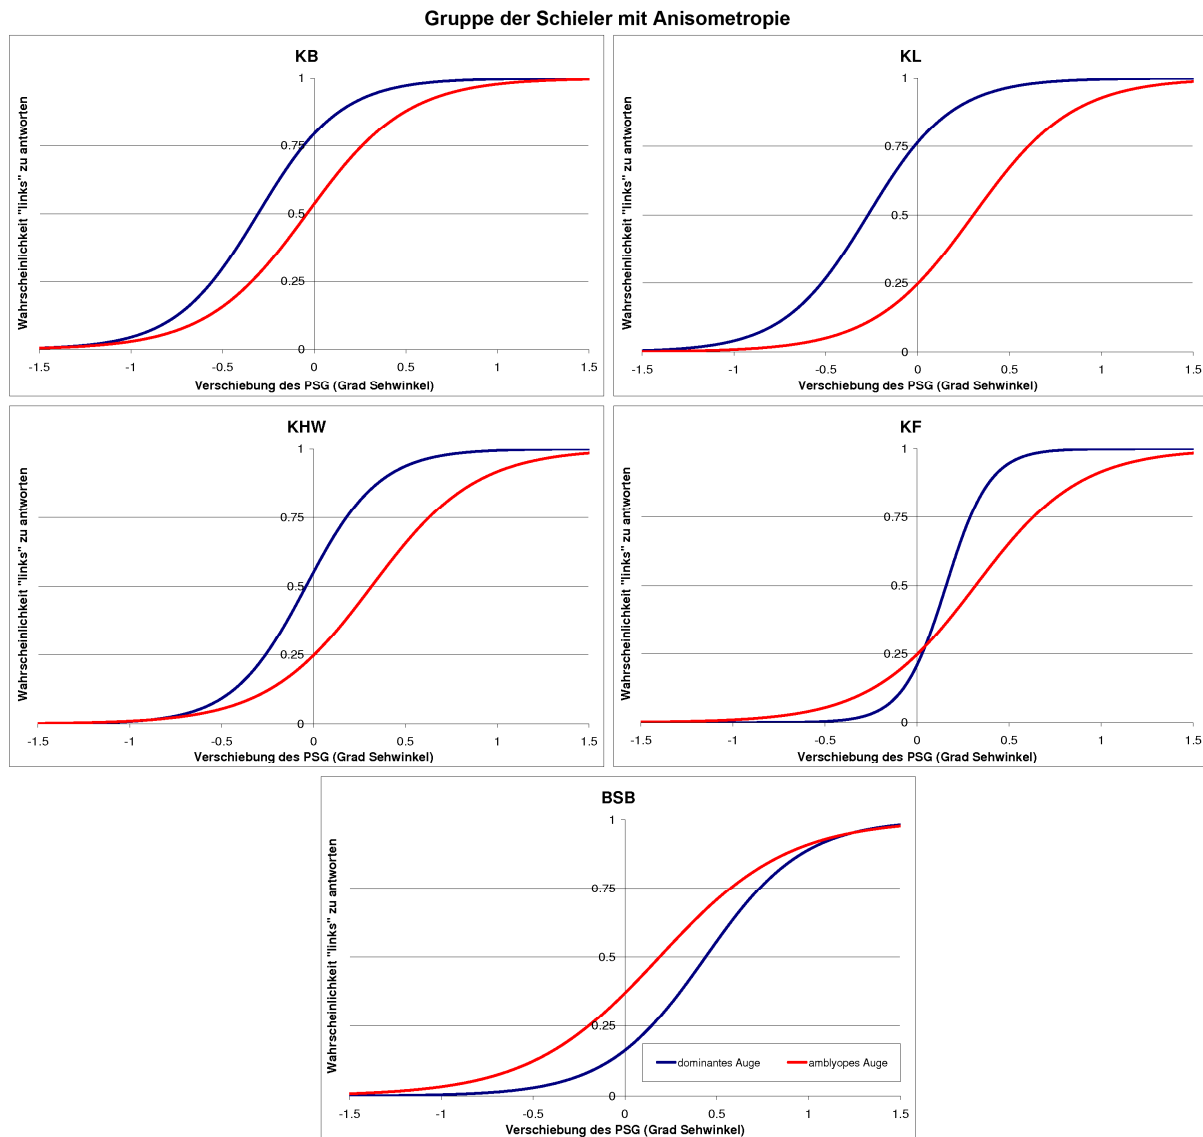 Gruppe der Schieler mit Anisometropie
KB
Wahrscheinlichkeit "links" zu antworten
1
0.75
0.5
0.25
0
-1.5 -1 -0.5 0 0.5 1 1.5
Verschiebung des PSG (Grad Sehwinkel)
KL
Wahrscheinlichkeit "links" zu antworten
1
0.75
0.5
0.25
0
-1.5 -1 -0.5 0 0.5 1 1.5
Verschiebung des PSG (Grad Sehwinkel)
KHW
Wahrscheinlichkeit "links" zu antworten
1
0.75
0.5
0.25
0
-1.5 -1 -0.5 0 0.5 1 1.5
Verschiebung des PSG (Grad Sehwinkel)
KF
Wahrscheinlichkeit "links" zu antworten
1
0.75
0.5
0.25
0
-1.5 -1 -0.5 0 0.5 1 1.5
Verschiebung des PSG (Grad Sehwinkel)
BSB
Wahrscheinlichkeit "links" zu antworten
1
0.75
0.5
0.25
0
dominantes Auge amblyopes Auge
-1.5 -1 -0.5 0 0.5 1 1.5
Verschiebung des PSG (Grad Sehwinkel)